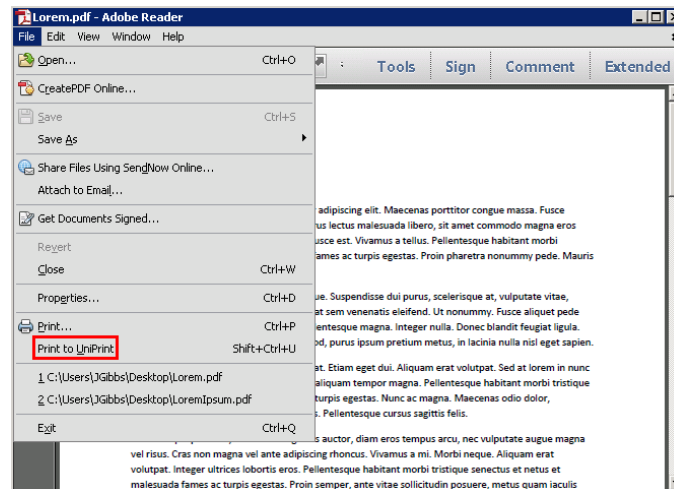 Lorem.pdf - Adobe Reader
File Edit View Window Help
Open... Ctrl+O
Tools Sign Comment Extended
CreatePDF Online...
Save Ctrl+S
Save As
Share Files Using SendNow Online...
Attach to Email...
Get Documents Signed...
Revert
Close Ctrl+W
Properties... Ctrl+D
Print... Ctrl+P
Print to UniPrint Shift+Ctrl+U
1 C:\Users\JGibbs\Desktop\Lorem.pdf
2 C:\Users\JGibbs\Desktop\LoremIpsum.pdf
Exit Ctrl+Q
adipiscing elit. Maecenas porttitor congue massa. Fusce
lectus malesuada libero, sit amet commodo magna eros
est. Vivamus a tellus. Pellentesque habitant morbi
ac turpis egestas. Proin pharetra nonummy pede. Mauris
Suspendisse dui purus, scelerisque at, vulputate vitae,
at sem venenatis eleifend. Ut nonummy. Fusce aliquet pede
magna. Integer nulla. Donec blandit feugiat ligula.
purus ipsum pretium metus, in lacinia nulla nisl eget sapien.
Etiam eget dui. Aliquam erat volutpat. Sed at lorem in nunc
aliquam tempor magna. Pellentesque habitant morbi tristique
turpis egestas. Nunc ac magna. Maecenas odio dolor,
Pellentesque cursus sagittis felis.
auctor, diam eros tempus arcu, nec vulputate augue magna
vel risus. Cras non magna vel ante adipiscing rhoncus. Vivamus a mi. Morbi neque. Aliquam erat
volutpat. Integer ultrices lobortis eros. Pellentesque habitant morbi tristique senectus et netus et
malesuada fames ac turpis egestas. Proin semper, ante vitae sollicitudin posuere, metus quam iaculis